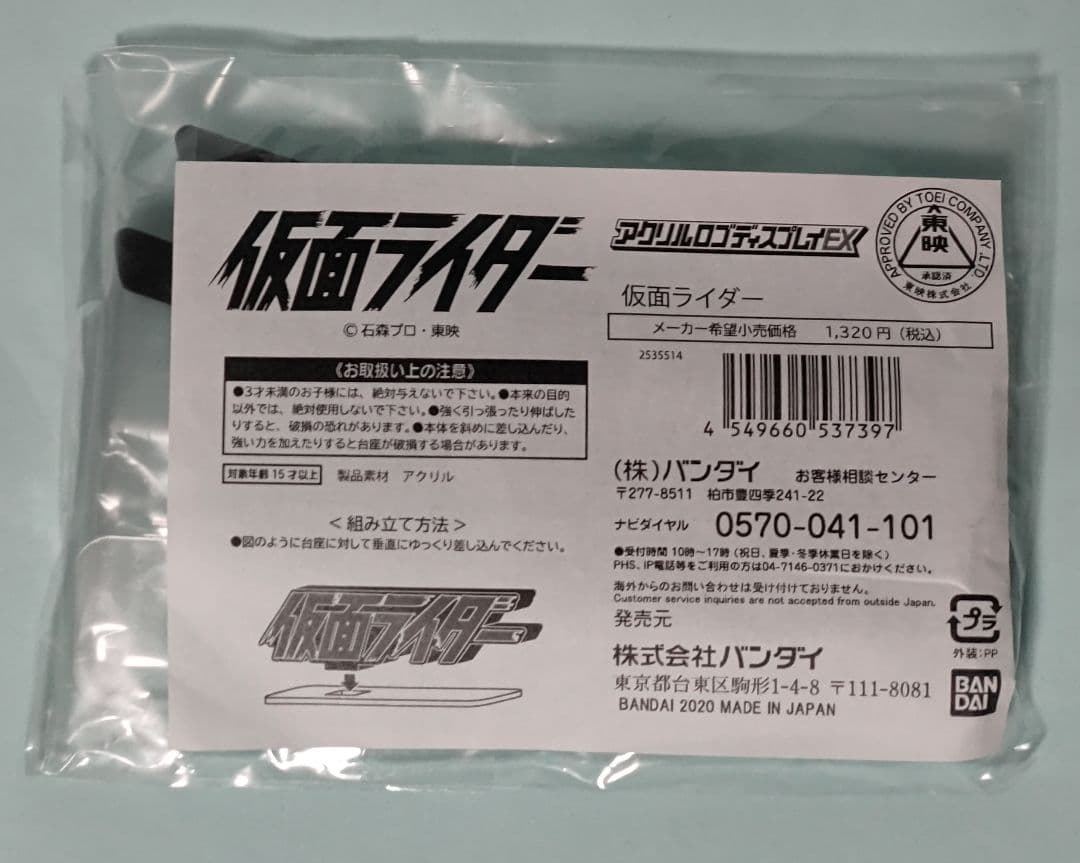 仮面ライダー
©石森プロ・東映
《お取扱い上の注意》
●3才未満のお子様には、絶対与えないで下さい。●本来の目的
以外では、絶対使用しないで下さい。●強く引っ張ったり伸ばした
りすると、破損の恐れがあります。●本体を斜めに差し込んだり、
強い力を加えたりすると台座が破損する場合があります。
対象年齢15才以上 製品素材 アクリル
<組み立て方法>
●図のように台座に対して垂直にゆっくり差し込んでください。
仮面ライダー
アクリルロゴディスプレイEX
APPROVED BY TOEI COMPANY, LTD.
東映
承認済
東映株式会社
仮面ライダー
メーカー希望小売価格 1,320円(税込)
2535514
4 549660 537397
(株)バンダイ お客様相談センター
〒277-8511 柏市豊四季241-22
ナビダイヤル 0570-041-101
●受付時間 10時〜17時(祝日、夏季・冬季休業日を除く)
PHS、IP電話等をご利用の方は04-7146-0371におかけください。
海外からのお問い合わせは受け付けておりません。
Customer service inquiries are not accepted from outside Japan.
発売元
株式会社バンダイ
東京都台東区駒形1-4-8 〒111-8081
BANDAI 2020 MADE IN JAPAN
プラ
外装:PP
BAN
DAI